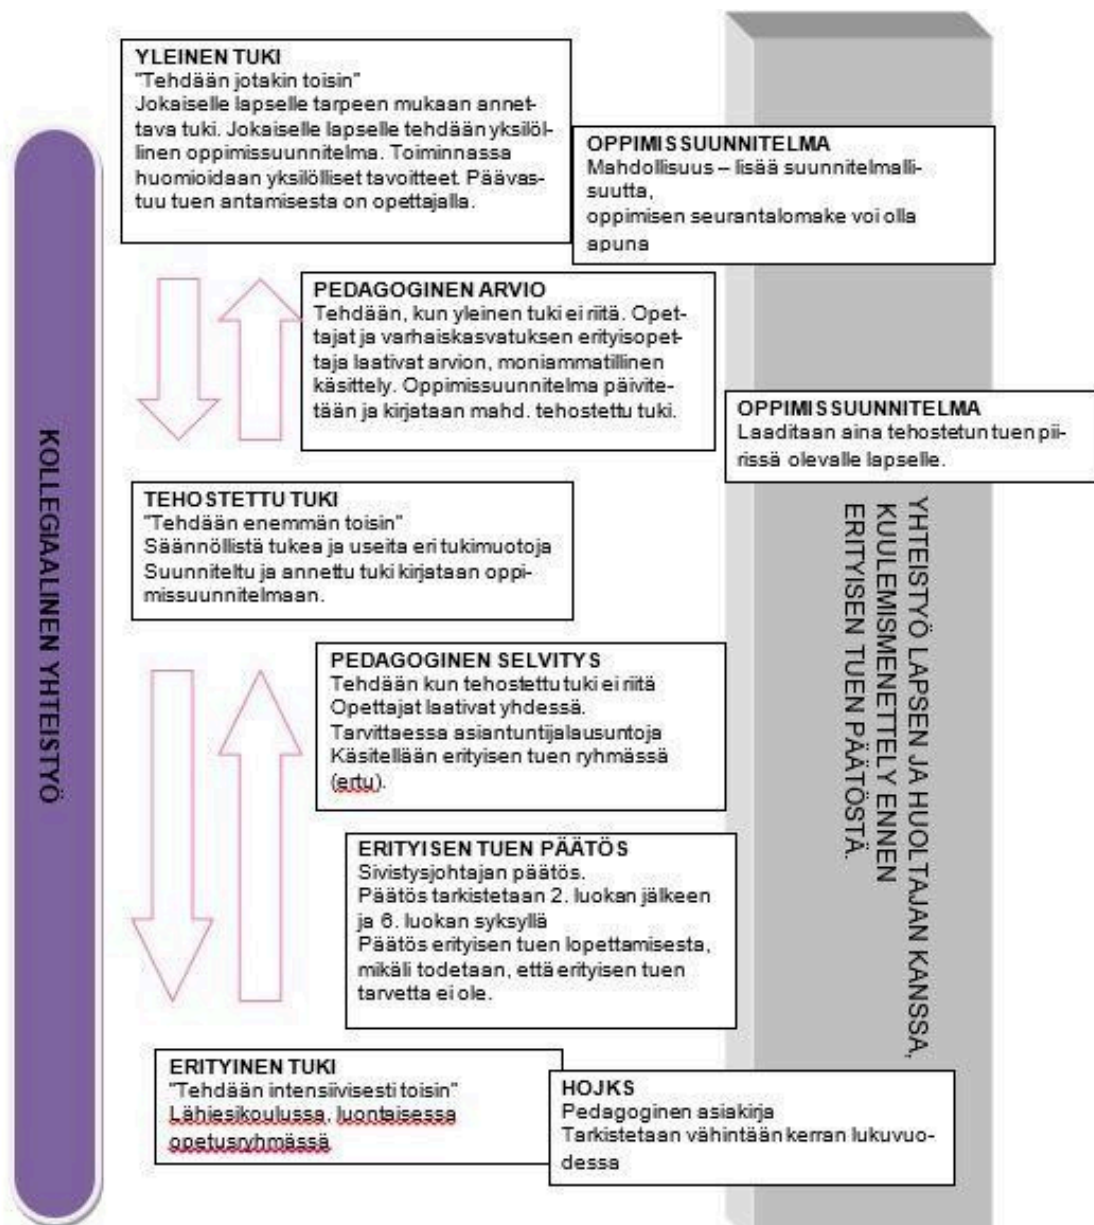 YLEINEN TUKI
"Tehdään jotakin toisin"
Jokaiselle lapselle tarpeen mukaan annet-
tava tuki. Jokaiselle lapselle tehdään yksilöl-
linen oppimissuunnitelma. Toiminnassa
huomioidaan yksilölliset tavoitteet. Päävas-
tuu tuen antamisesta on opettajalla.
OPPIMISSUUNNITELMA
Mahdollisuus – lisää suunnitelmalli-
suutta,
oppimisen seurantalomake voi olla
apuna
PEDAGOGINEN ARVIO
Tehdään, kun yleinen tuki ei riitä. Opet-
tajat ja varhaiskasvatuksen erityisopet-
taja laativat arvion, moniammatillinen
käsittely. Oppimissuunnitelma päivite-
tään ja kirjataan mahd. tehostettu tuki.
OPPIMISSUUNNITELMA
Laaditaan aina tehostetun tuen pii-
rissä olevalle lapselle.
TEHOSTETTU TUKI
"Tehdään enemmän toisin"
Säännöllistä tukea ja useita eri tukimuotoja
Suunniteltu ja annettu tuki kirjataan oppi-
missuunnitelmaan.
PEDAGOGINEN SELVITYS
Tehdään kun tehostettu tuki ei riitä
Opettajat laativat yhdessä.
Tarvittaessa asiantuntijalausuntoja
Käsitellään erityisen tuen ryhmässä
(ertu).
ERITYISEN TUEN PÄÄTÖS
Sivistysjohtajan päätös.
Päätös tarkistetaan 2. luokan jälkeen
ja 6. luokan syksyllä
Päätös erityisen tuen lopettamisesta,
mikäli todetaan, että erityisen tuen
tarvetta ei ole.
ERITYINEN TUKI
"Tehdään intensiivisesti toisin"
Lähiesikoulussa, luontaisessa
opetusryhmässä
HOJKS
Pedagoginen asiakirja
Tarkistetaan vähintään kerran lukuvuo-
dessa
KOLLEGIAALINEN YHTEISTYÖ
YHTEISTYÖ LAPSEN JA HUOLTAJAN KANSSA,
KUULEMISMENETTELY ENNEN
ERITYISEN TUEN PÄÄTÖSTÄ.